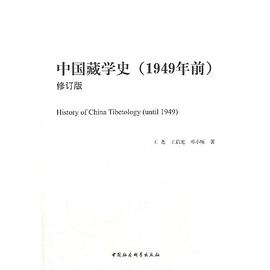 中国藏学史（1949年前）
修订版
History of China Tibetology (until 1949)
王 尧 王启龙 邓小咏 著
中国社会科学出版社